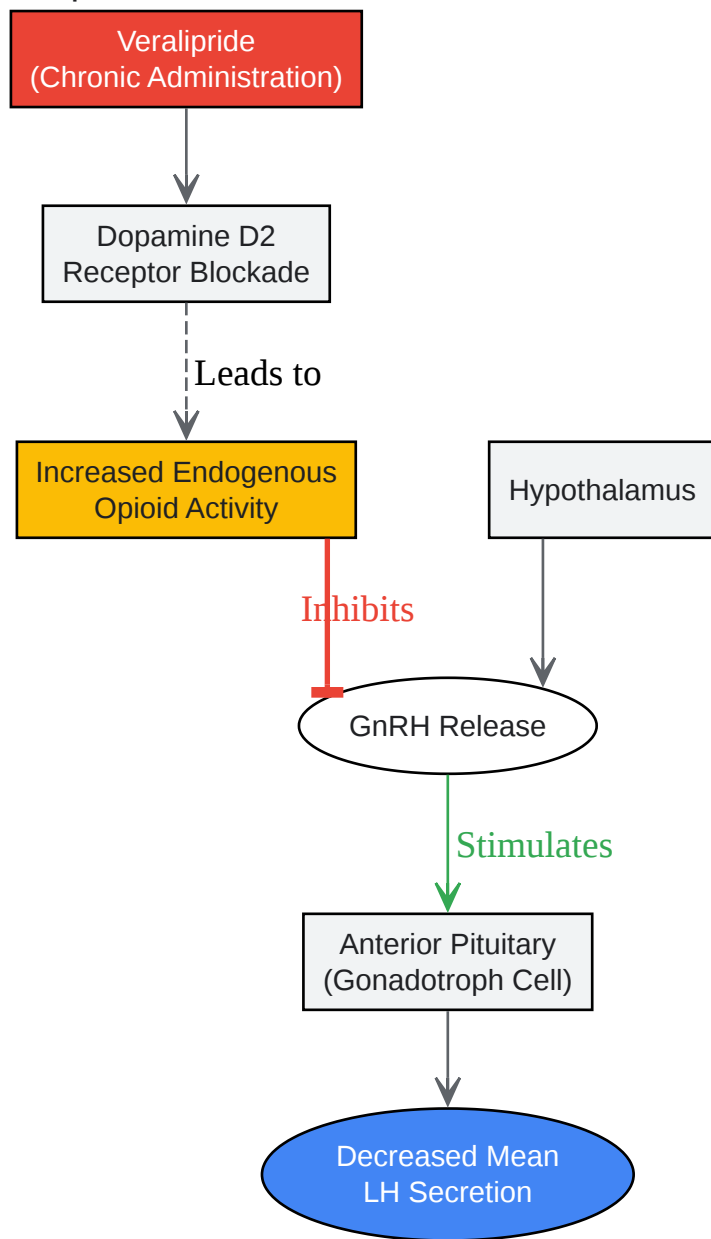 Veralipride
(Chronic Administration)
Dopamine D2
Receptor Blockade
Leads to
Increased Endogenous
Opioid Activity
Hypothalamus
Inhibits
GnRH Release
Stimulates
Anterior Pituitary
(Gonadotroph Cell)
Decreased Mean
LH Secretion